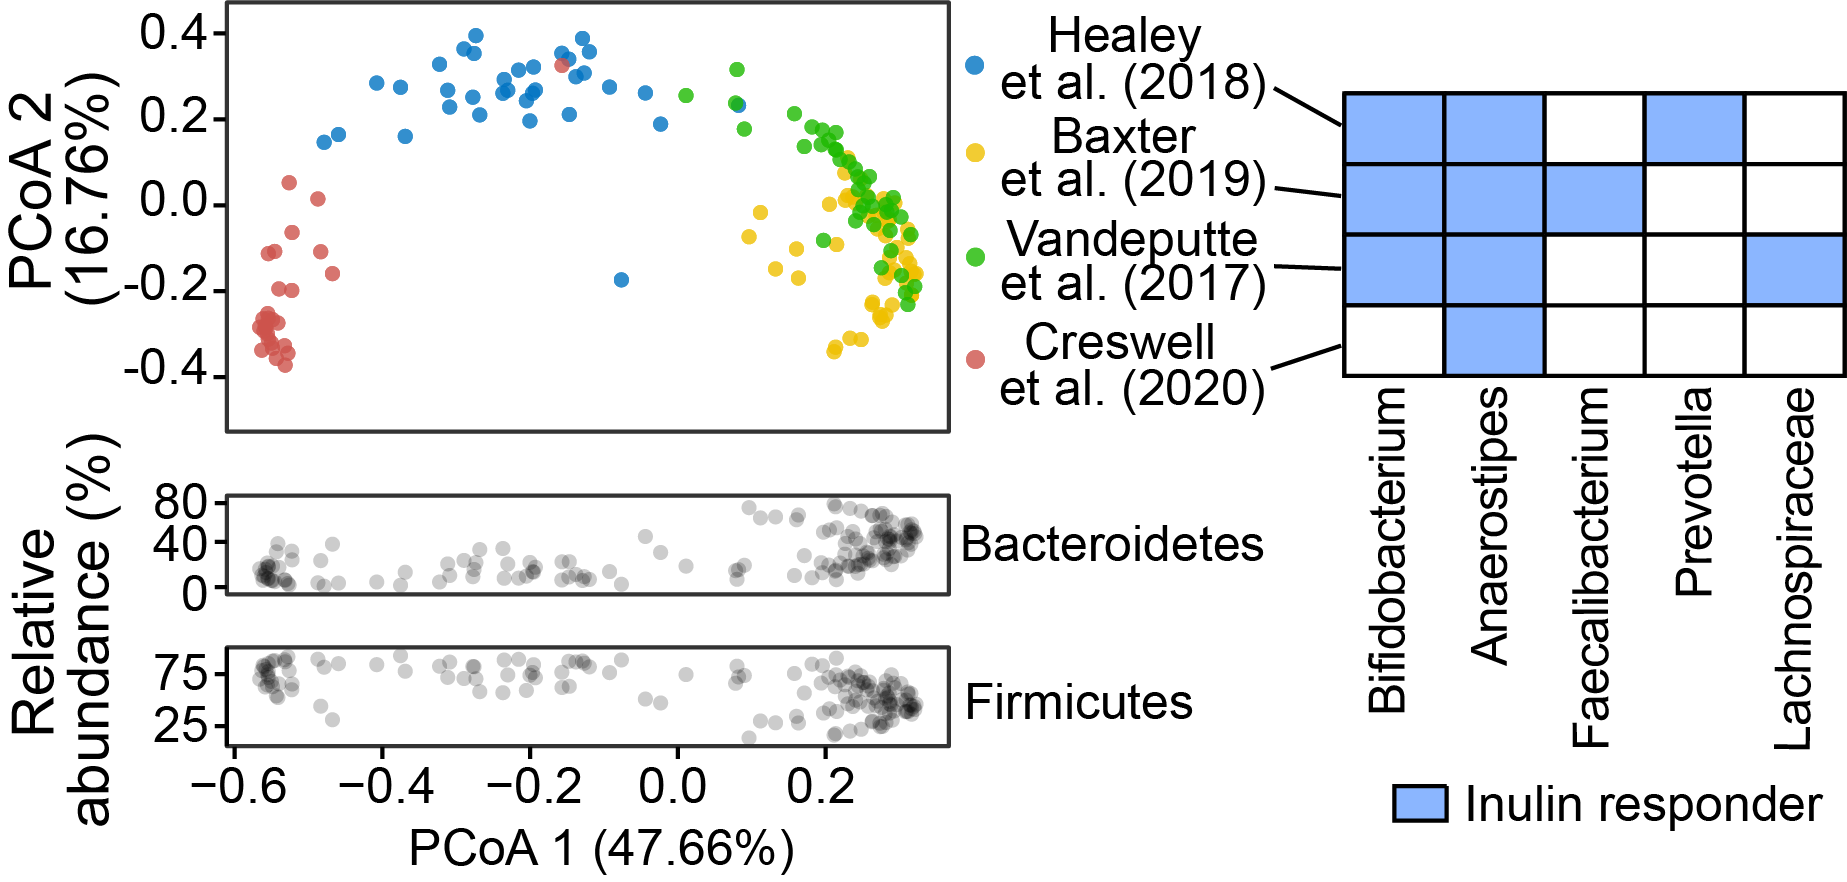 PCoA 2
(16.76%)
0.4
0.2
0.0
-0.2
-0.4
Healey
et al. (2018)
Baxter
et al. (2019)
Vandeputte
et al. (2017)
Creswell
et al. (2020)
Bifidobacterium
Anaerostipes
Faecalibacterium
Prevotella
Lachnospiraceae
Inulin responder
Relative
abundance (%)
80
40
0
Bacteroidetes
75
25
Firmicutes
−0.6 −0.4 −0.2 0.0 0.2
PCoA 1 (47.66%)